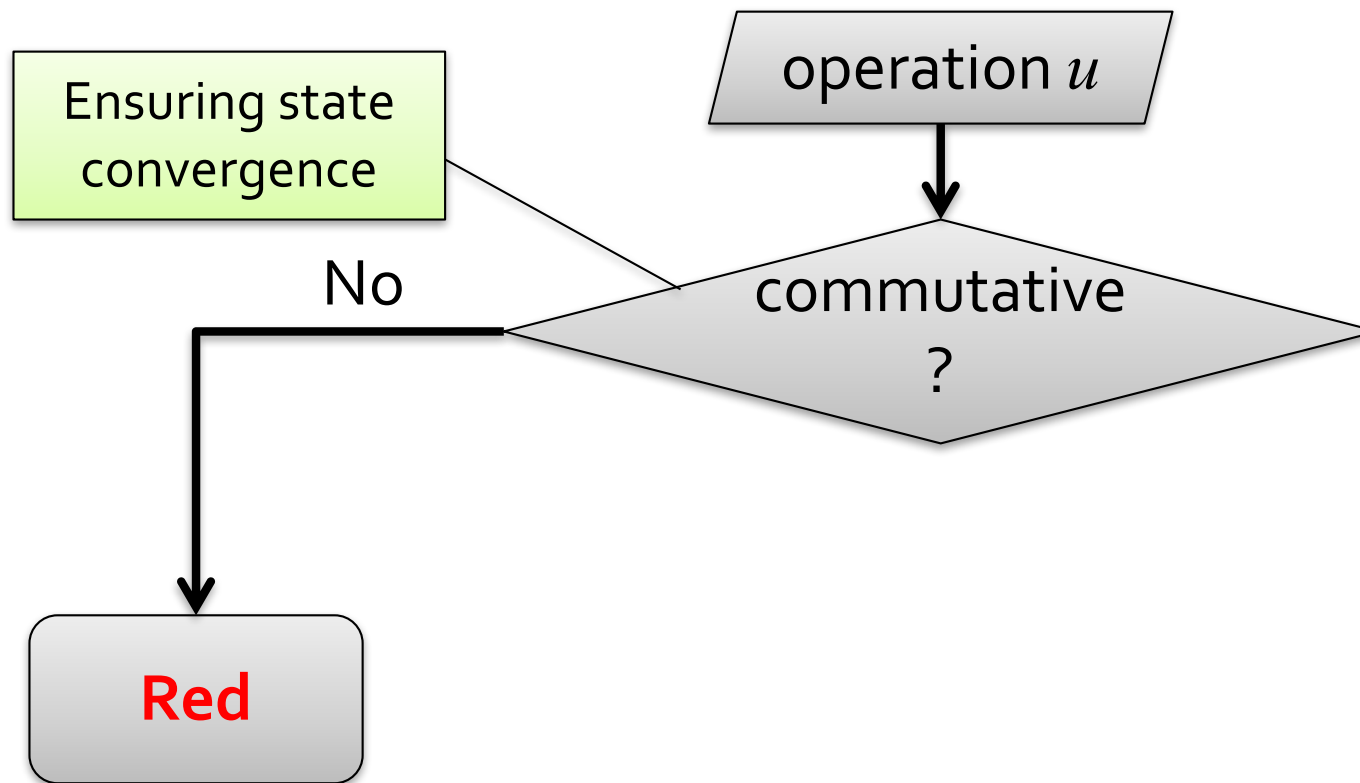 operation u
Ensuring state
convergence
commutative
?
No
Red